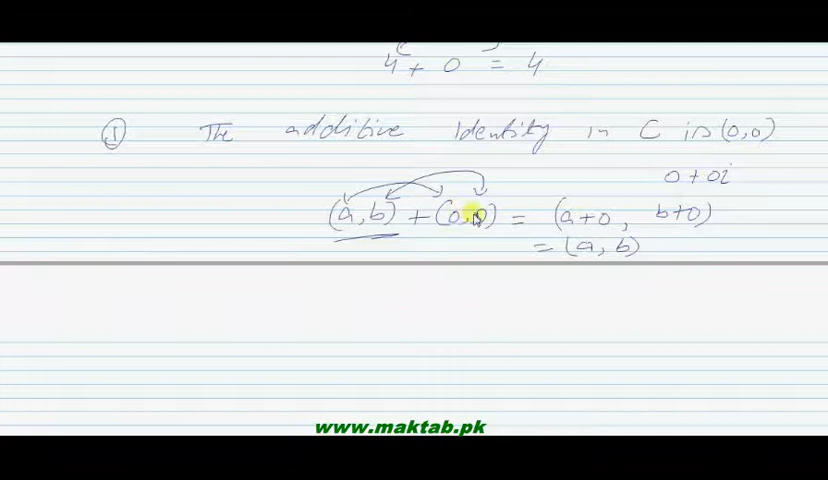 4 + 0 = 4
① The additive Identity in C is (0,0)
0 + 0i
(a,b) + (0,0) = (a+0, b+0)
= (a, b)
www.maktab.pk